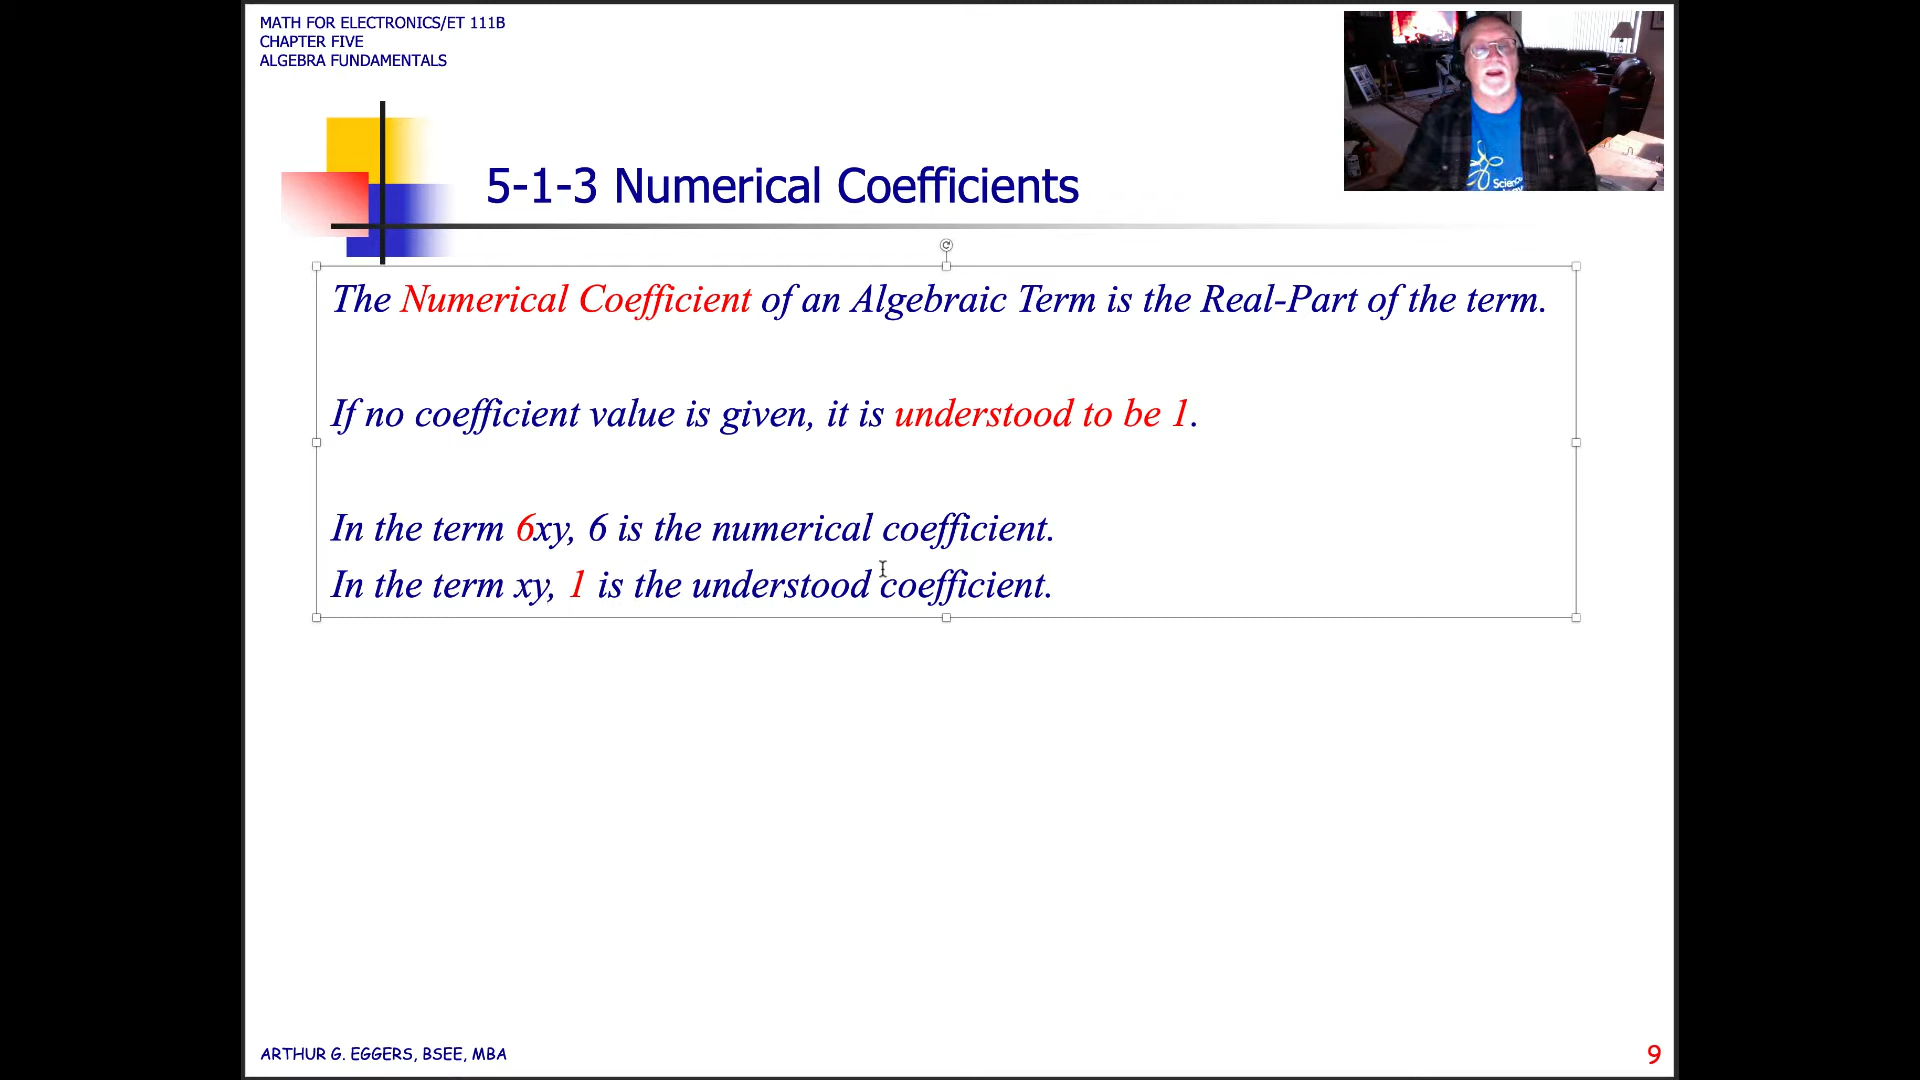 MATH FOR ELECTRONICS/ET 111B
CHAPTER FIVE
ALGEBRA FUNDAMENTALS
5-1-3 Numerical Coefficients
The Numerical Coefficient of an Algebraic Term is the Real-Part of the term.
If no coefficient value is given, it is understood to be 1.
In the term 6xy, 6 is the numerical coefficient.
In the term xy, 1 is the understood coefficient.
ARTHUR G. EGGERS, BSEE, MBA
9